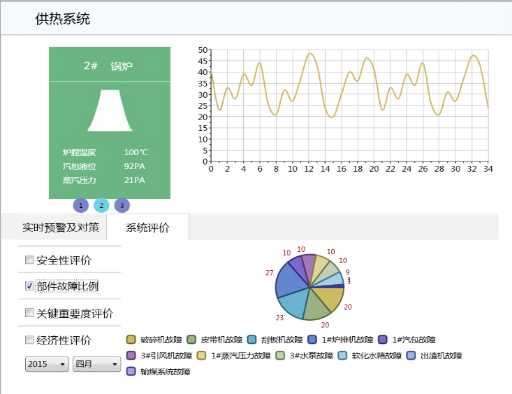 供热系统
2# 锅炉
炉膛温度 100℃
汽包液位 92PA
蒸汽压力 21PA
1 2 3
50
45
40
35
30
25
20
15
10
5
0
0 2 4 6 8 10 12 14 16 18 20 22 24 26 28 30 32 34
实时预警及对策 系统评价
安全性评价
部件故障比例
关键重要度评价
经济性评价
2015 四月
10
10
10
10
9
1
1
20
20
23
27
破碎机故障 皮带机故障 刮板机故障 1#炉排机故障 1#汽包故障
3#引风机故障 1#蒸汽压力故障 3#水泵故障 软化水箱故障 出渣机故障
输煤系统故障